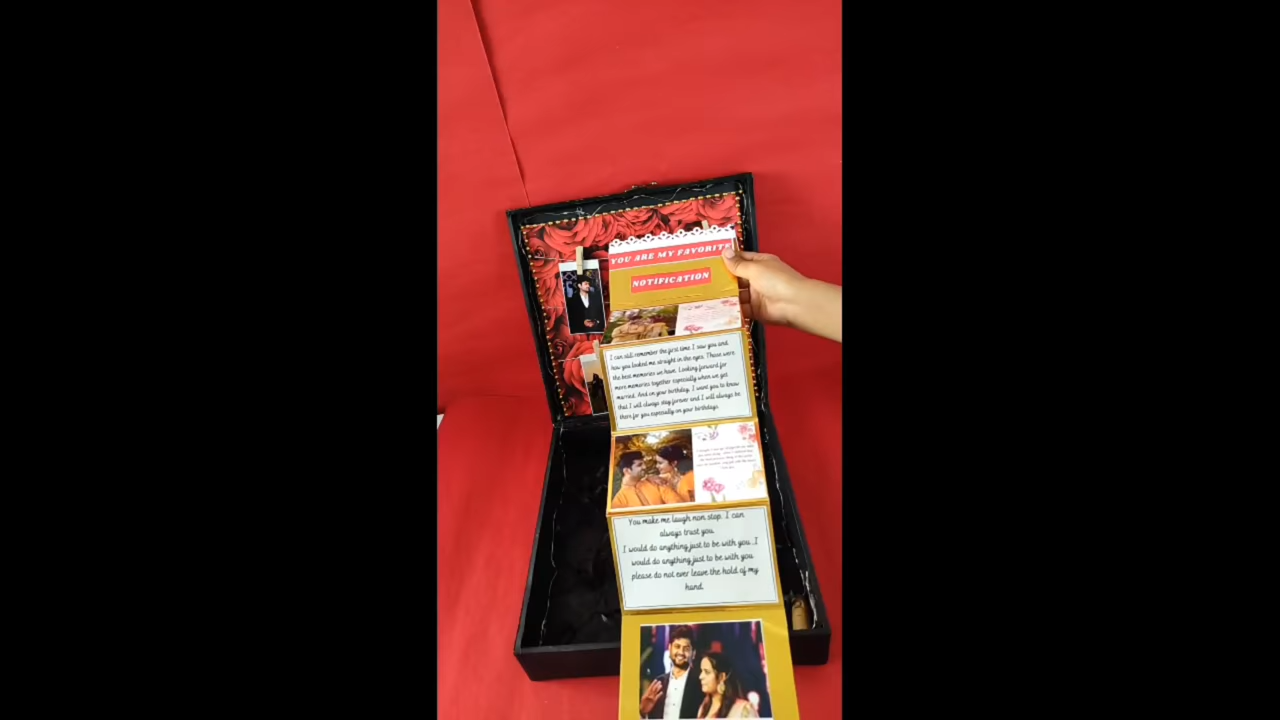 YOU ARE MY FAVORITE
NOTIFICATION
I can still remember the first time I saw you and
how you looked me straight in the eyes. Those were
the best memories we have. Looking forward for
more memories together especially when we get
married. And on your birthday, I want you to know
that I will always stay forever and I will always be
there for you especially on your birthdays.
You make me laugh non stop. I can
always trust you.
I would do anything just to be with you .I
would do anything just to be with you
please do not ever leave the hold of my
hand.